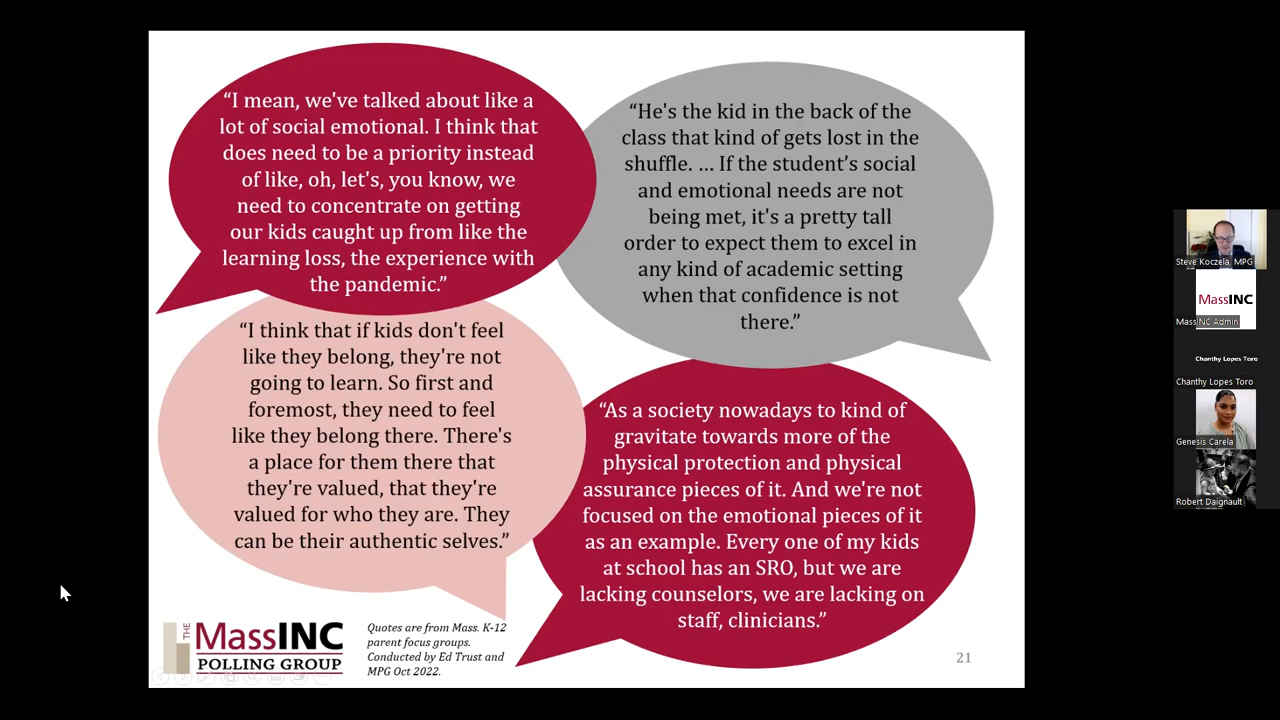 “I mean, we've talked about like a
lot of social emotional. I think that
does need to be a priority instead
of like, oh, let's, you know, we
need to concentrate on getting
our kids caught up from like the
learning loss, the experience with
the pandemic.”
“He's the kid in the back of the
class that kind of gets lost in the
shuffle. … If the student’s social
and emotional needs are not
being met, it's a pretty tall
order to expect them to excel in
any kind of academic setting
when that confidence is not
there.”
“I think that if kids don't feel
like they belong, they're not
going to learn. So first and
foremost, they need to feel
like they belong there. There's
a place for them there that
they're valued, that they're
valued for who they are. They
can be their authentic selves.”
“As a society nowadays to kind of
gravitate towards more of the
physical protection and physical
assurance pieces of it. And we're not
focused on the emotional pieces of it
as an example. Every one of my kids
at school has an SRO, but we are
lacking counselors, we are lacking on
staff, clinicians.”
THE
MassINC
POLLING GROUP
Quotes are from Mass. K-12
parent focus groups.
Conducted by Ed Trust and
MPG Oct 2022.
21
Steve Koczela, MPG
MassINC
MassINC Admin
Chanthy Lopes Toro
Chanthy Lopes Toro
Genesis Carela
Robert Daignault